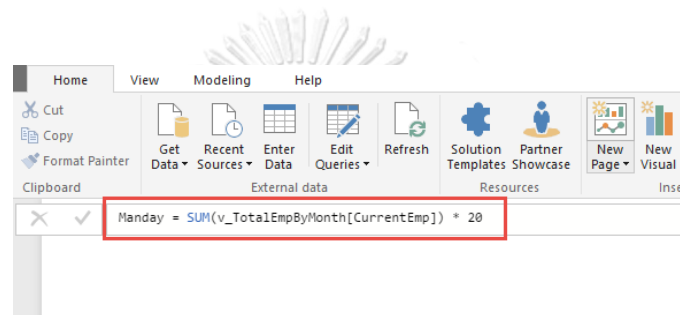 Home View Modeling Help
Cut
Copy
Format Painter
Clipboard
Get Data
Recent Sources
Enter Data
Edit Queries
External data
Refresh
Solution Templates
Partner Showcase
Resources
New Page
New Visual
Inse
Manday = SUM(v_TotalEmpByMonth[CurrentEmp]) * 20